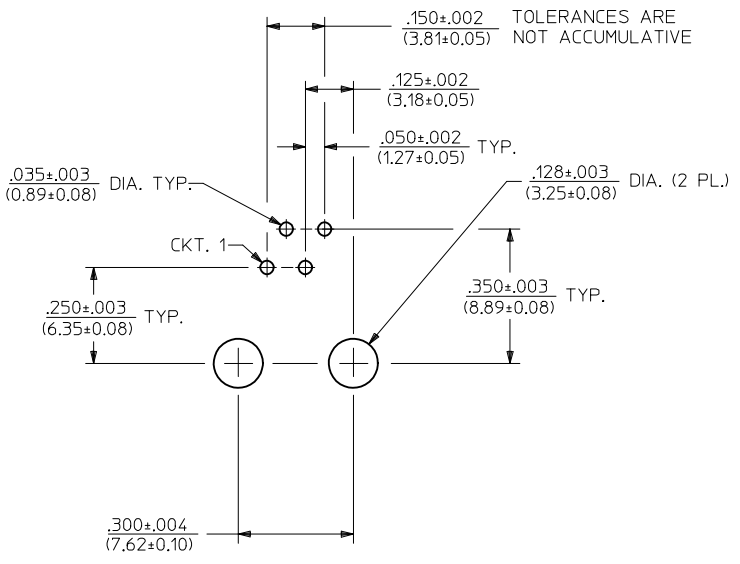 .150±.002
(3.81±0.05)
TOLERANCES ARE
NOT ACCUMULATIVE
.125±.002
(3.18±0.05)
.050±.002
(1.27±0.05)
TYP.
.035±.003
(0.89±0.08)
DIA. TYP.
.128±.003
(3.25±0.08)
DIA. (2 PL.)
CKT. 1
.250±.003
(6.35±0.08)
TYP.
.350±.003
(8.89±0.08)
TYP.
.300±.004
(7.62±0.10)